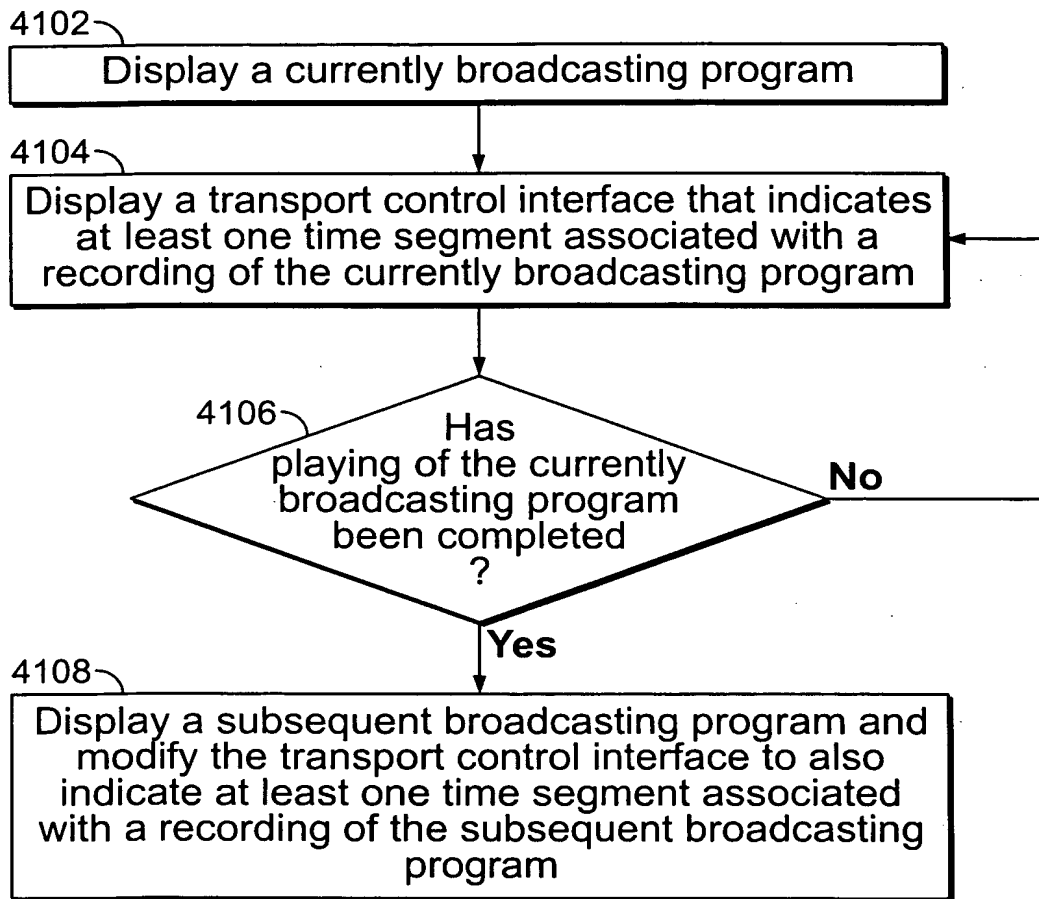 4102
Display a currently broadcasting program
4104
Display a transport control interface that indicates
at least one time segment associated with a
recording of the currently broadcasting program
4106
Has
playing of the currently
broadcasting program
been completed
?
No
Yes
4108
Display a subsequent broadcasting program and
modify the transport control interface to also
indicate at least one time segment associated
with a recording of the subsequent broadcasting
program